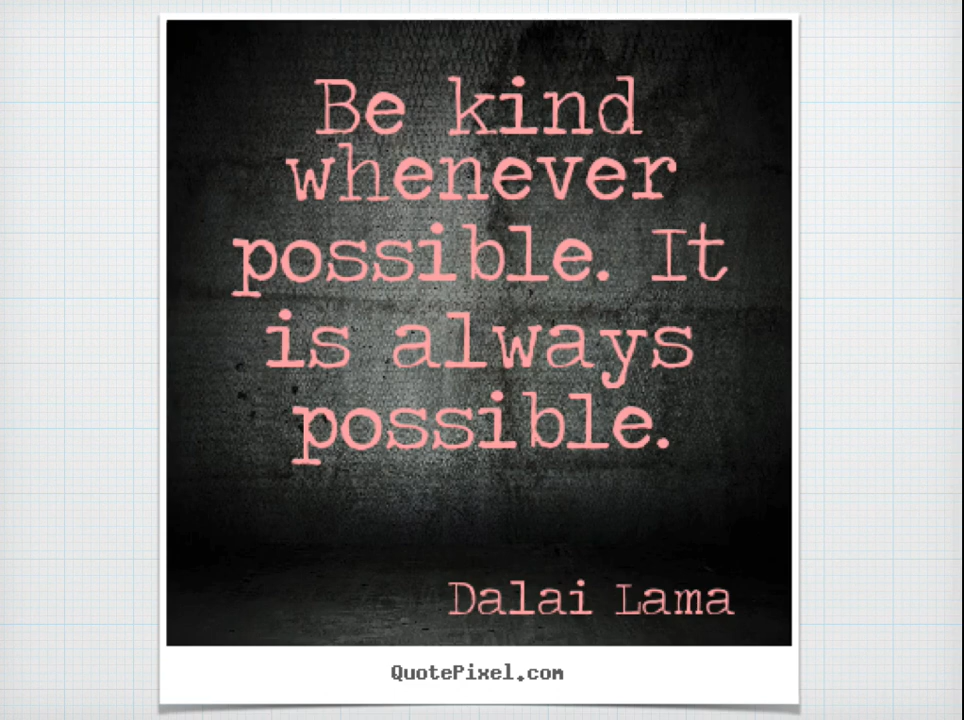 Be kind
whenever
possible. It
is always
possible.
Dalai Lama
QuotePixel.com